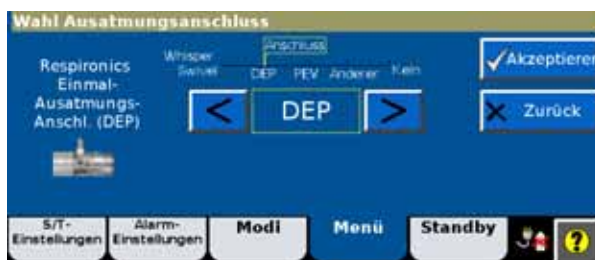 Wahl Ausatmungsanschluss
Anschluss
Whisper Swivel DEP PEV Anderer Kein
Respironics
Einmal-
Ausatmungs-
Anschl. (DEP)
< DEP >
Akzeptieren
Zurück
S/T-
Einstellungen
Alarm-
Einstellungen
Modi
Menü
Standby
?